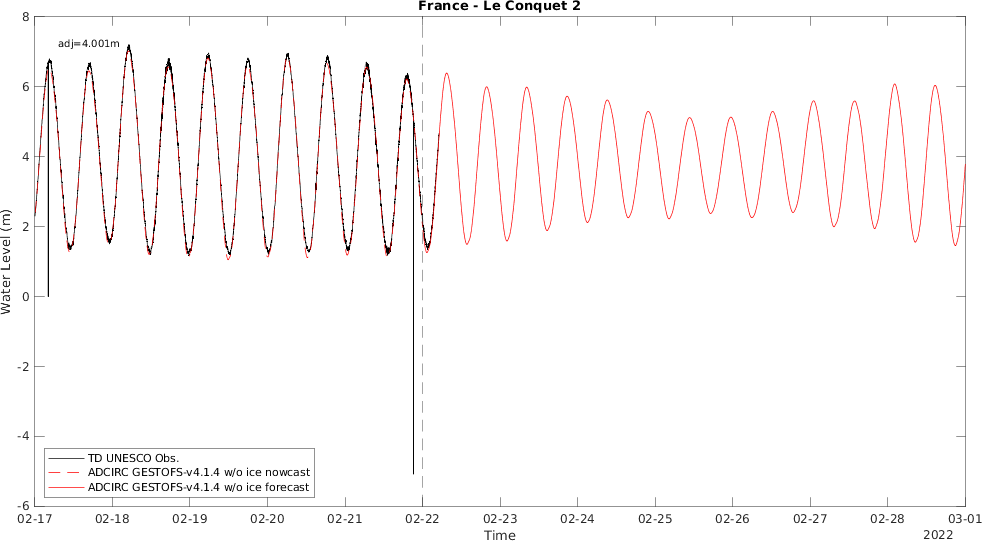 France - Le Conquet 2
adj=4.001m
8
6
4
2
0
-2
-4
-6
Water Level (m)
TD UNESCO Obs.
ADCIRC GESTOFS-v4.1.4 w/o ice nowcast
ADCIRC GESTOFS-v4.1.4 w/o ice forecast
02-17 02-18 02-19 02-20 02-21 02-22 02-23 02-24 02-25 02-26 02-27 02-28 03-01
Time
2022